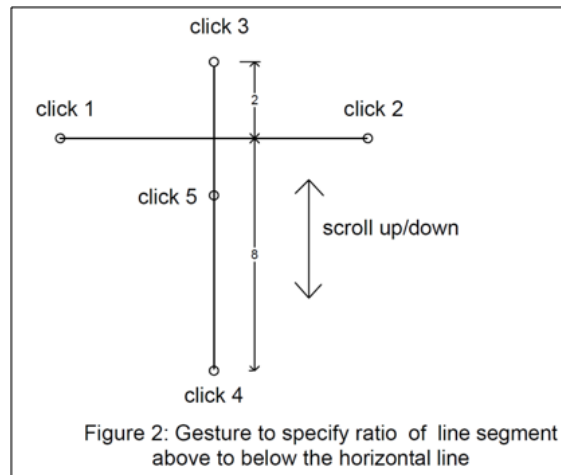 click 3
2
click 1
click 2
click 5
scroll up/down
8
click 4
Figure 2: Gesture to specify ratio of line segment
above to below the horizontal line